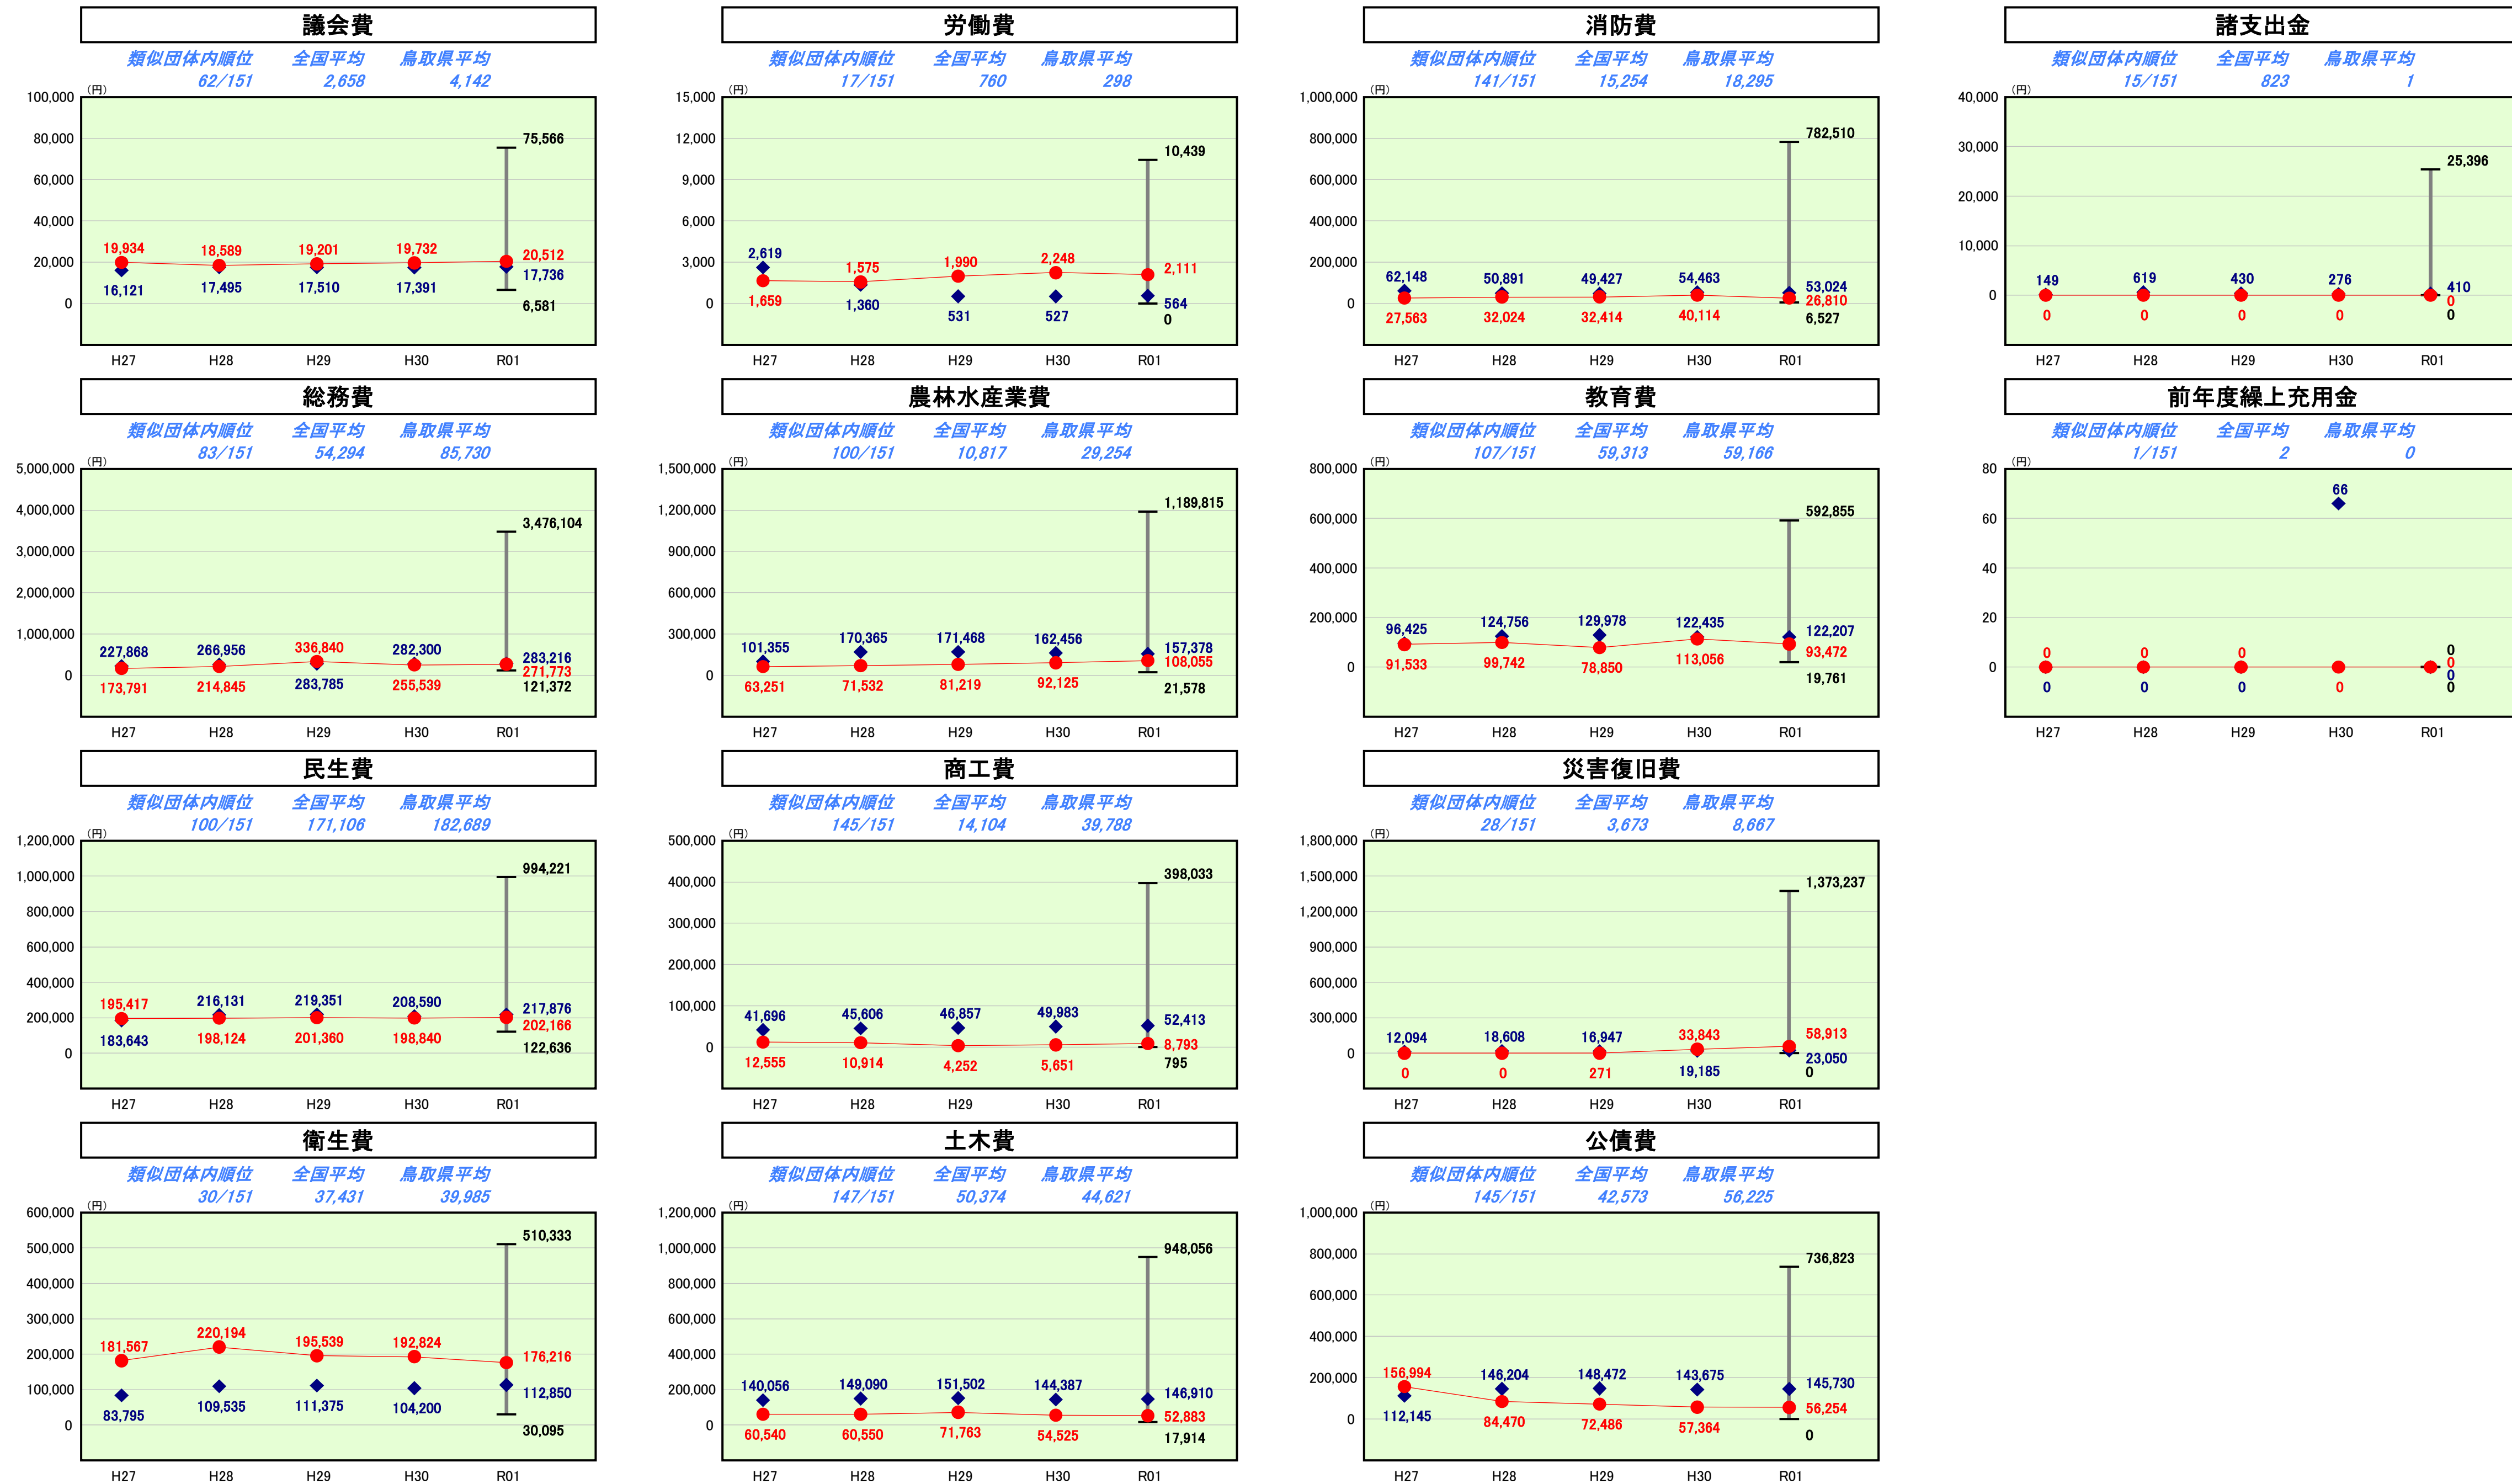 議会費
類似団体内順位 全国平均 鳥取県平均
62/151 2,658 4,142
(円)
100,000
80,000
60,000
40,000
20,000
0
75,566
19,934 18,589 19,201 19,732 20,512
16,121 17,495 17,510 17,391 17,736
6,581
H27 H28 H29 H30 R01
労働費
類似団体内順位 全国平均 鳥取県平均
17/151 760 298
(円)
15,000
12,000
9,000
6,000
3,000
0
10,439
2,619 1,575 1,990 2,248 2,111
1,659 1,360 531 527 564
0
H27 H28 H29 H30 R01
消防費
類似団体内順位 全国平均 鳥取県平均
141/151 15,254 18,295
(円)
1,000,000
800,000
600,000
400,000
200,000
0
782,510
62,148 50,891 49,427 54,463 53,024
27,563 32,024 32,414 40,114 26,810
6,527
H27 H28 H29 H30 R01
諸支出金
類似団体内順位 全国平均 鳥取県平均
15/151 823 1
(円)
40,000
30,000
20,000
10,000
0
25,396
149 619 430 276 410
0 0 0 0 0
0
H27 H28 H29 H30 R01
総務費
類似団体内順位 全国平均 鳥取県平均
83/151 54,294 85,730
(円)
5,000,000
4,000,000
3,000,000
2,000,000
1,000,000
0
3,476,104
227,868 266,956 336,840 282,300 283,216
173,791 214,845 283,785 255,539 271,773
121,372
H27 H28 H29 H30 R01
農林水産業費
類似団体内順位 全国平均 鳥取県平均
100/151 10,817 29,254
(円)
1,500,000
1,200,000
900,000
600,000
300,000
0
1,189,815
101,355 170,365 171,468 162,456 157,378
63,251 71,532 81,219 92,125 108,055
21,578
H27 H28 H29 H30 R01
教育費
類似団体内順位 全国平均 鳥取県平均
107/151 59,313 59,166
(円)
800,000
600,000
400,000
200,000
0
592,855
96,425 124,756 129,978 122,435 122,207
91,533 99,742 78,850 113,056 93,472
19,761
H27 H28 H29 H30 R01
前年度繰上充用金
類似団体内順位 全国平均 鳥取県平均
1/151 2 0
(円)
80
60
40
20
0
66
0 0 0 0
0
0 0 0 0 0
0
H27 H28 H29 H30 R01
民生費
類似団体内順位 全国平均 鳥取県平均
100/151 171,106 182,689
(円)
1,200,000
1,000,000
800,000
600,000
400,000
200,000
0
994,221
195,417 216,131 219,351 208,590 217,876
183,643 198,124 201,360 198,840 202,166
122,636
H27 H28 H29 H30 R01
商工費
類似団体内順位 全国平均 鳥取県平均
145/151 14,104 39,788
(円)
500,000
400,000
300,000
200,000
100,000
0
398,033
41,696 45,606 46,857 49,983 52,413
12,555 10,914 4,252 5,651 8,793
795
H27 H28 H29 H30 R01
災害復旧費
類似団体内順位 全国平均 鳥取県平均
28/151 3,673 8,667
(円)
1,800,000
1,500,000
1,200,000
900,000
600,000
300,000
0
1,373,237
12,094 18,608 16,947 33,843 58,913
0 0 271 19,185 23,050
0
H27 H28 H29 H30 R01
衛生費
類似団体内順位 全国平均 鳥取県平均
30/151 37,431 39,985
(円)
600,000
500,000
400,000
300,000
200,000
100,000
0
510,333
181,567 220,194 195,539 192,824 176,216
83,795 109,535 111,375 104,200 112,850
30,095
H27 H28 H29 H30 R01
土木費
類似団体内順位 全国平均 鳥取県平均
147/151 50,374 44,621
(円)
1,200,000
1,000,000
800,000
600,000
400,000
200,000
0
948,056
140,056 149,090 151,502 144,387 146,910
60,540 60,550 71,763 54,525 52,883
17,914
H27 H28 H29 H30 R01
公債費
類似団体内順位 全国平均 鳥取県平均
145/151 42,573 56,225
(円)
1,000,000
800,000
600,000
400,000
200,000
0
736,823
156,994 146,204 148,472 143,675 145,730
112,145 84,470 72,486 57,364 56,254
0
H27 H28 H29 H30 R01